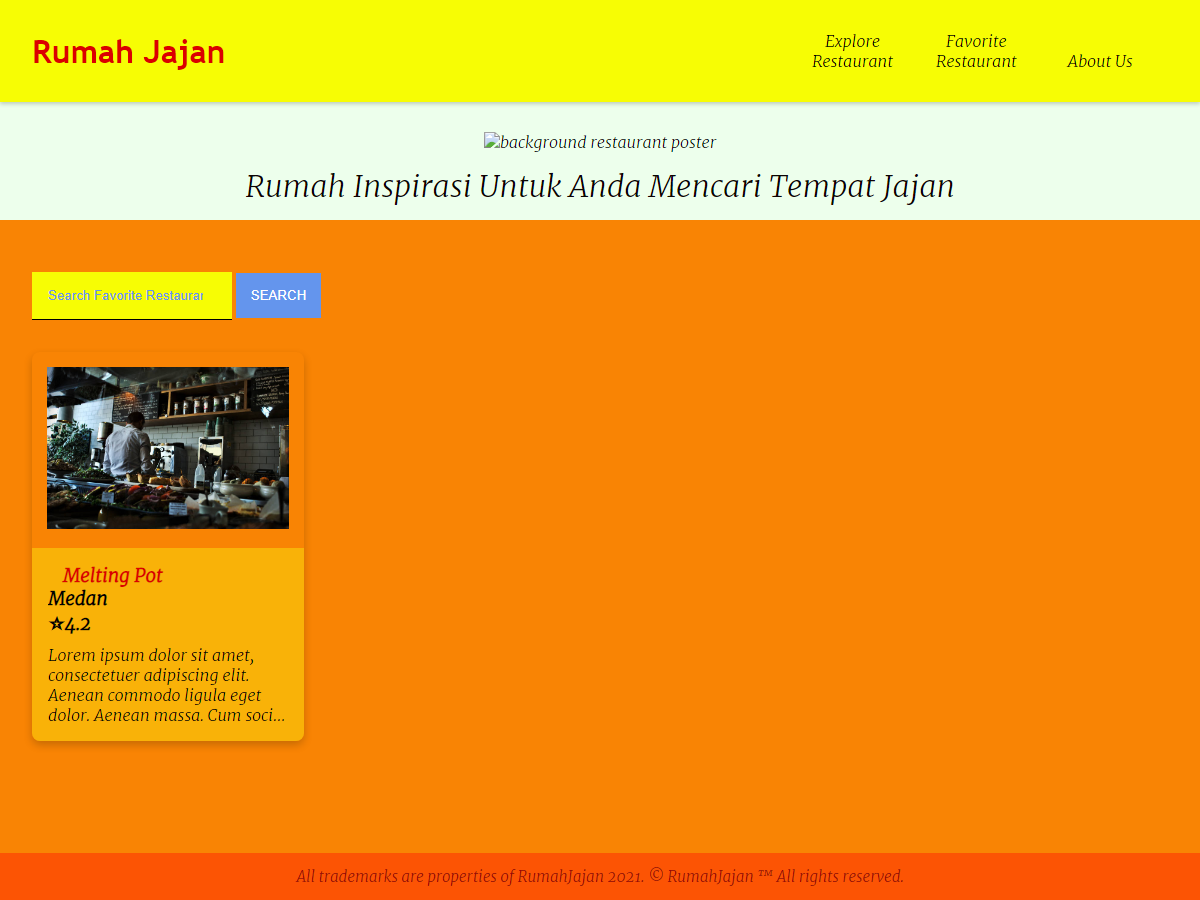 Rumah Jajan
Explore
Restaurant
Favorite
Restaurant
About Us
background restaurant poster
Rumah Inspirasi Untuk Anda Mencari Tempat Jajan
Search Favorite Restauran
SEARCH
Melting Pot
Medan
☆4.2
Lorem ipsum dolor sit amet,
consectetuer adipiscing elit.
Aenean commodo ligula eget
dolor. Aenean massa. Cum soci...
All trademarks are properties of RumahJajan 2021. © RumahJajan ™ All rights reserved.